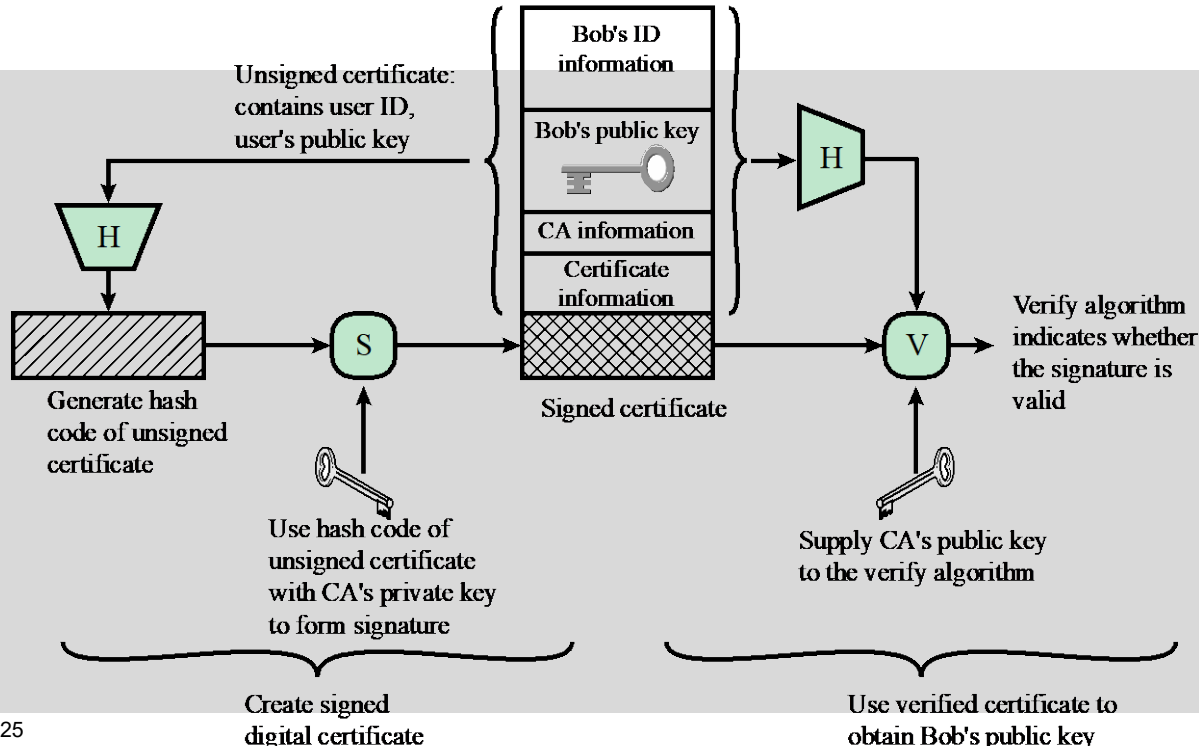 Bob's ID
information
Unsigned certificate:
contains user ID,
user's public key
Bob's public key
H
H
CA information
Certificate
information
S
V
Verify algorithm
indicates whether
the signature is
valid
Generate hash
code of unsigned
certificate
Signed certificate
Use hash code of
unsigned certificate
with CA's private key
to form signature
Supply CA's public key
to the verify algorithm
Create signed
digital certificate
Use verified certificate to
obtain Bob's public key
25